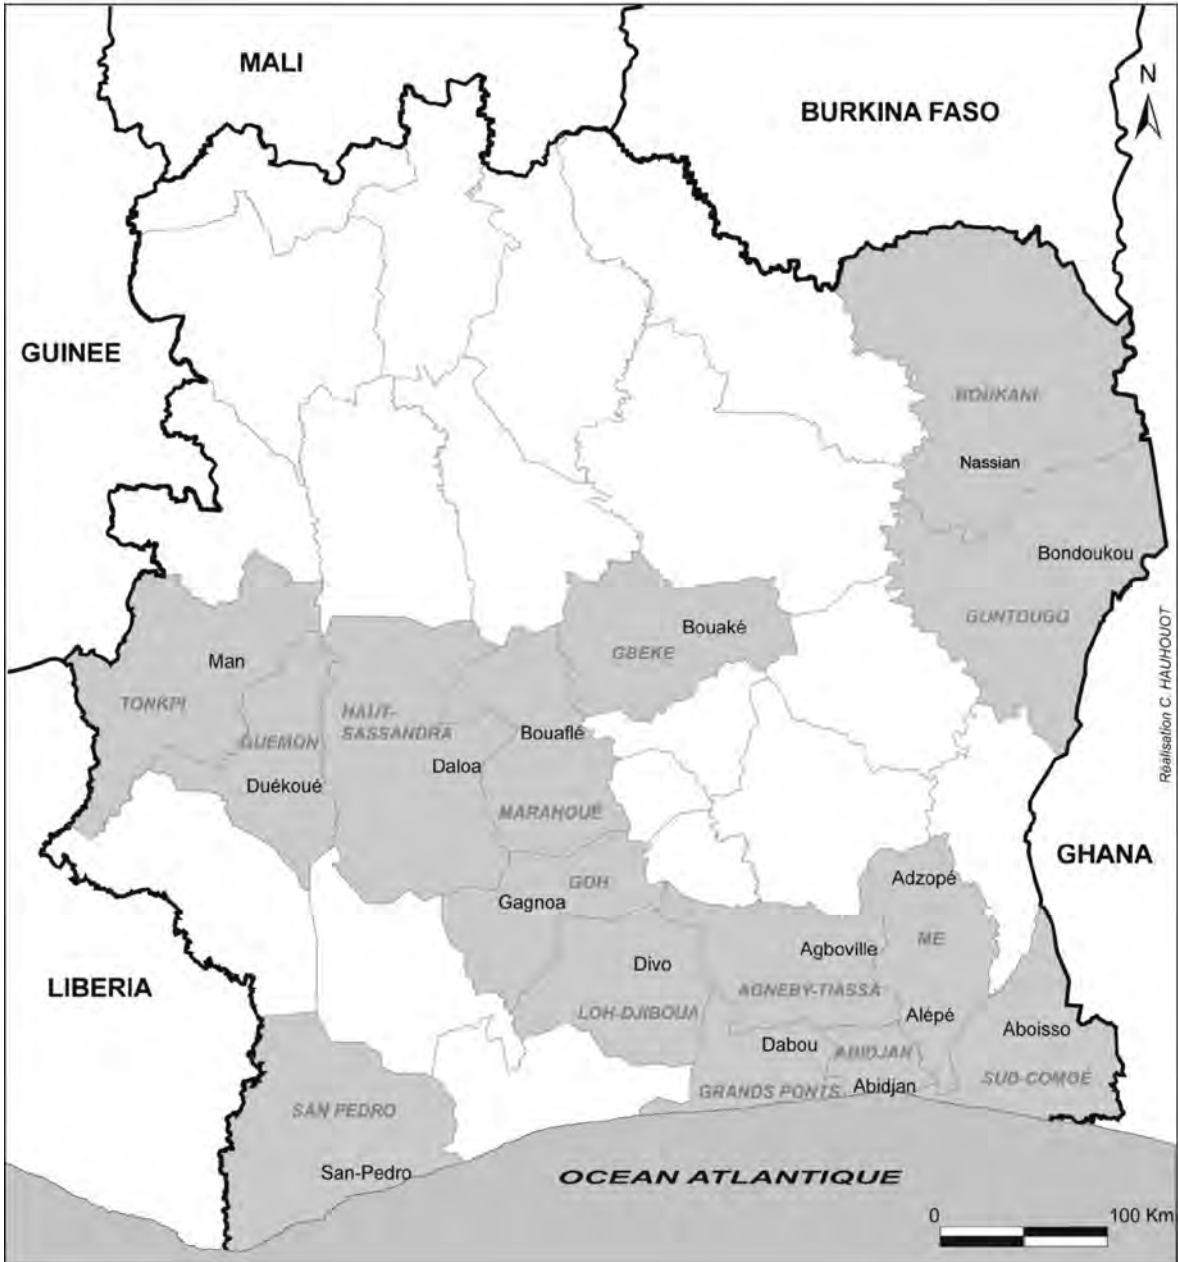 MALI
N
BURKINA FASO
GUINEE
BOUKANI
Nassian
Bondoukou
GONTOUGO
Bouaké
GBEKE
Man
TONKPI
HAUT-
SASSANDRA
GUEMON
Bouaflé
Daloa
Duékoué
MARAHOUÉ
Réalisation C. HAUHOUOT
GHANA
Adzopé
GOH
Gagnoa
ME
Agboville
Divo
LIBERIA
AGNEBY-TIASSA
LOH-DJIBOUA
Alépé
Aboisso
Dabou
ABIDJAN
SUD-COMOÉ
GRANDS PONTS
Abidjan
SAN PEDRO
San-Pedro
OCEAN ATLANTIQUE
0 100 Km